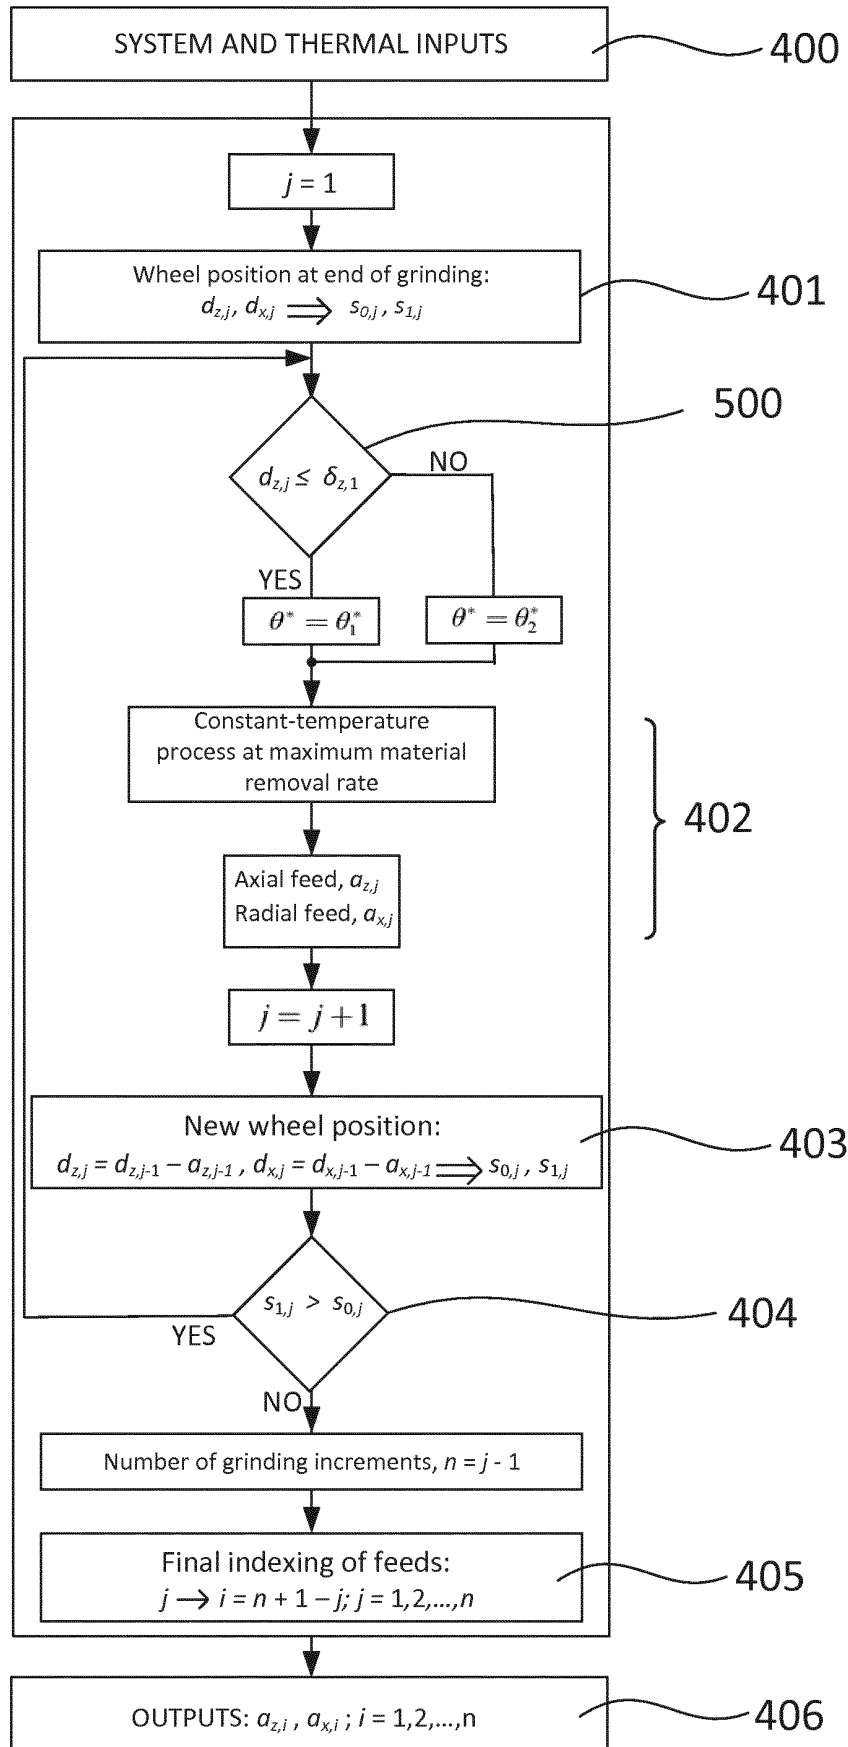 SYSTEM AND THERMAL INPUTS
400
j = 1
Wheel position at end of grinding:
d_{z,j}, d_{x,j} ⟹ s_{0,j}, s_{1,j}
401
500
d_{z,j} ≤ δ_{z,1}
NO
YES
θ* = θ₁*
θ* = θ₂*
Constant-temperature
process at maximum material
removal rate
402
Axial feed, a_{z,j}
Radial feed, a_{x,j}
j = j + 1
New wheel position:
d_{z,j} = d_{z,j-1} – a_{z,j-1}, d_{x,j} = d_{x,j-1} – a_{x,j-1} ⟹ s_{0,j}, s_{1,j}
403
s_{1,j} > s_{0,j}
404
YES
NO
Number of grinding increments, n = j - 1
Final indexing of feeds:
j → i = n + 1 – j; j = 1,2,...,n
405
OUTPUTS: a_{z,i}, a_{x,i}; i = 1,2,...,n
406